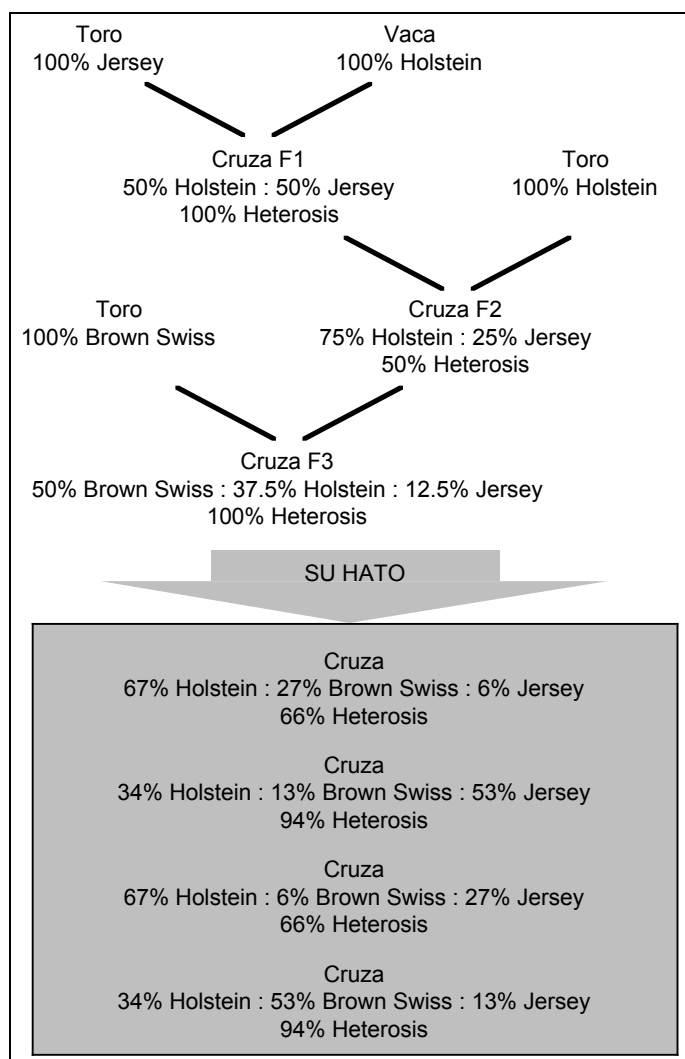 Toro
100% Jersey
Vaca
100% Holstein
Cruza F1
50% Holstein : 50% Jersey
100% Heterosis
Toro
100% Holstein
Toro
100% Brown Swiss
Cruza F2
75% Holstein : 25% Jersey
50% Heterosis
Cruza F3
50% Brown Swiss : 37.5% Holstein : 12.5% Jersey
100% Heterosis
SU HATO
Cruza
67% Holstein : 27% Brown Swiss : 6% Jersey
66% Heterosis
Cruza
34% Holstein : 13% Brown Swiss : 53% Jersey
94% Heterosis
Cruza
67% Holstein : 6% Brown Swiss : 27% Jersey
66% Heterosis
Cruza
34% Holstein : 53% Brown Swiss : 13% Jersey
94% Heterosis